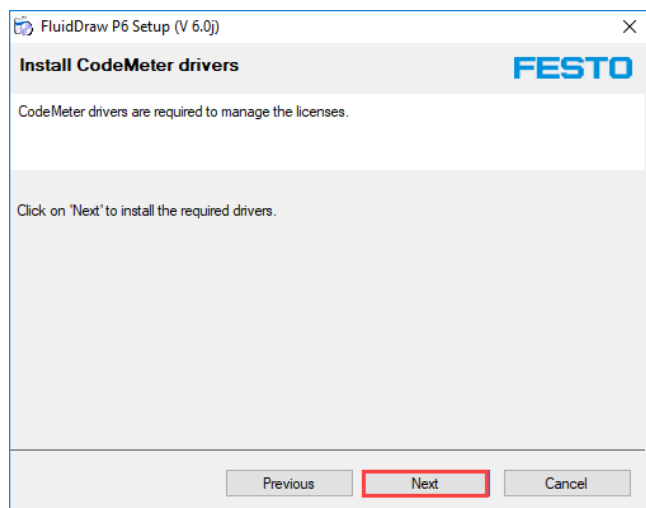 FluidDraw P6 Setup (V 6.0j)
Install CodeMeter drivers
FESTO
CodeMeter drivers are required to manage the licenses.
Click on 'Next' to install the required drivers.
Previous
Next
Cancel